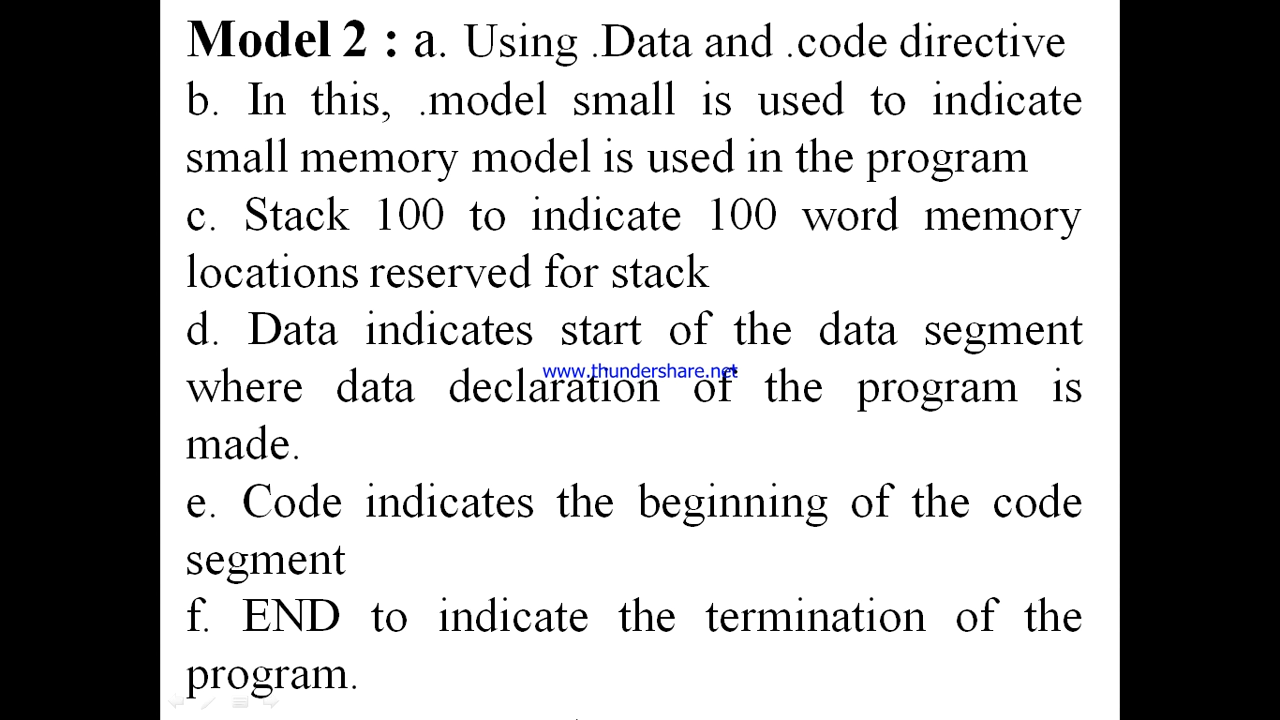 Model 2 : a. Using .Data and .code directive
b. In this, .model small is used to indicate
small memory model is used in the program
c. Stack 100 to indicate 100 word memory
locations reserved for stack
d. Data indicates start of the data segment
www.thundershare.net
where data declaration of the program is
made.
e. Code indicates the beginning of the code
segment
f. END to indicate the termination of the
program.